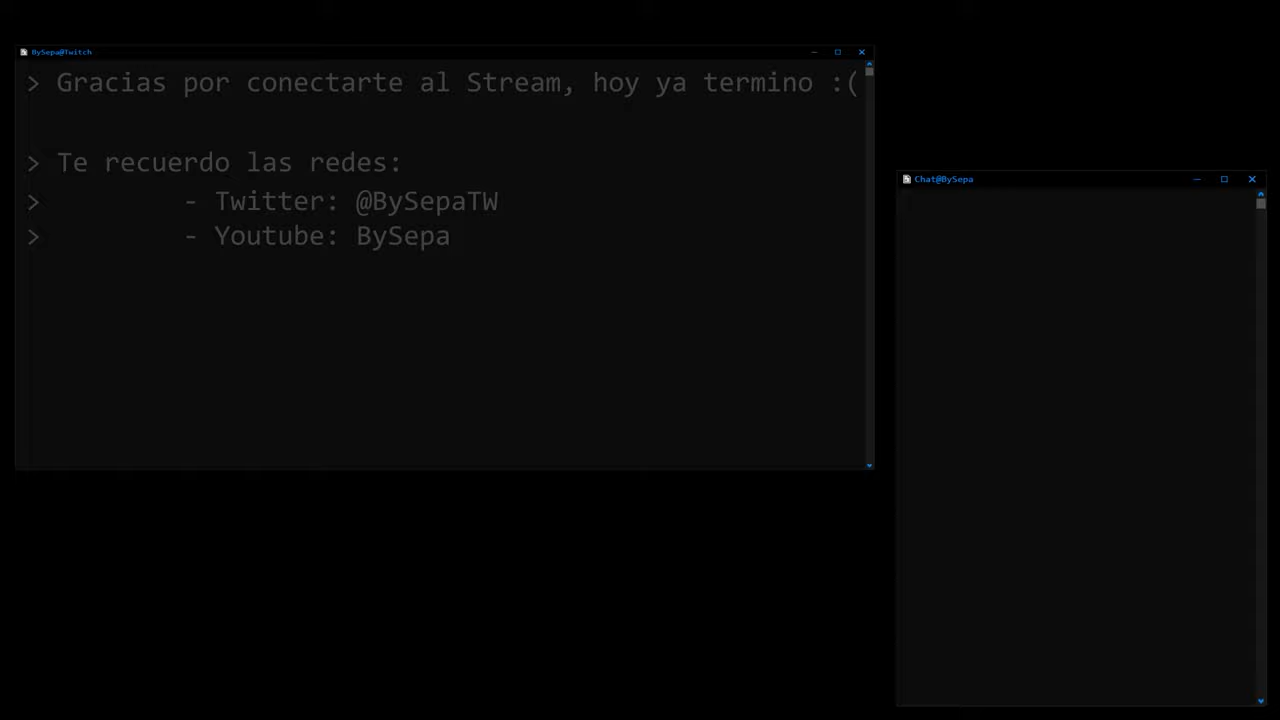 BySepa@Twitch
> Gracias por conectarte al Stream, hoy ya termino :(
> Te recuerdo las redes:
> - Twitter: @BySepaTW
> - Youtube: BySepa
Chat@BySepa